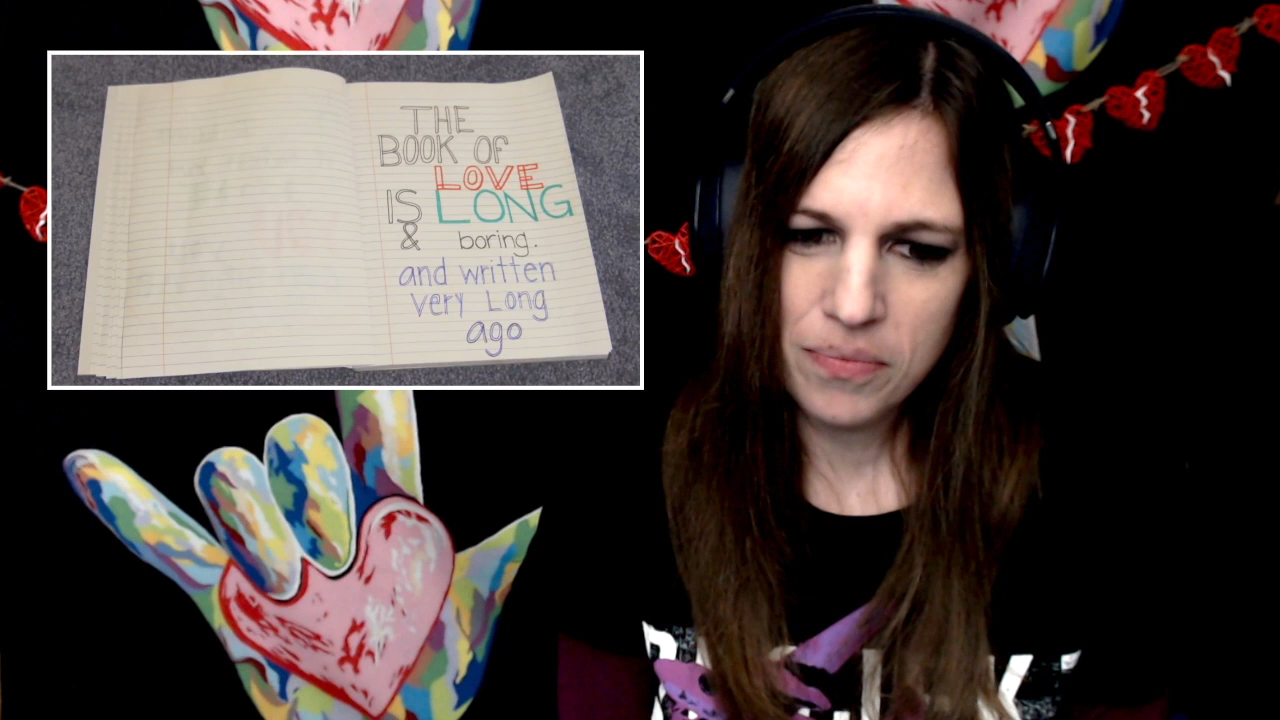 THE
BOOK OF
LOVE
IS LONG
& boring.
and written
very Long
ago